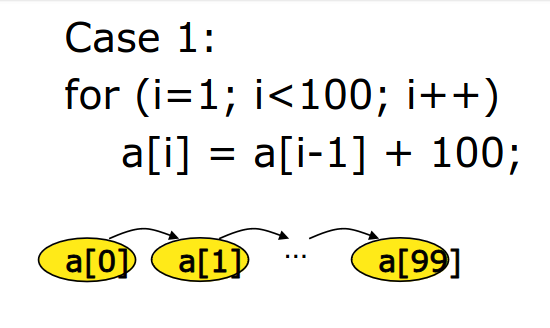 Case 1:
for (i=1; i<100; i++)
a[i] = a[i-1] + 100;
a[0] a[1] ... a[99]